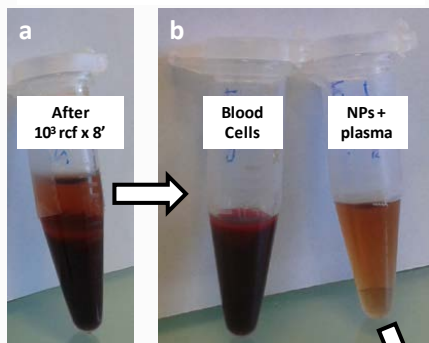 a
After
10³ rcf x 8’
b
Blood
Cells
NPs +
plasma